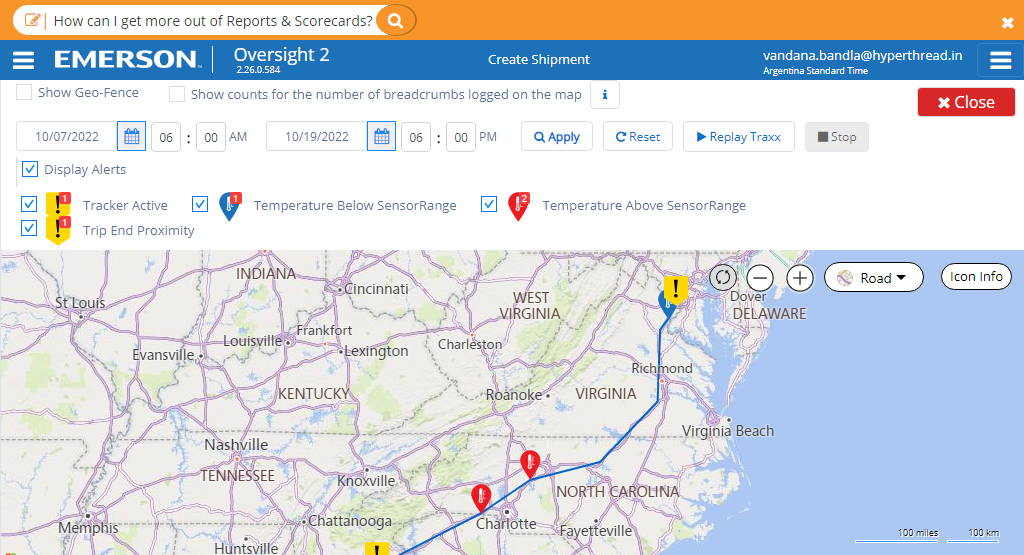 How can I get more out of Reports & Scorecards?
EMERSON
Oversight 2
2.26.0.584
Create Shipment
vandana.bandla@hyperthread.in
Argentina Standard Time
Show Geo-Fence
Show counts for the number of breadcrumbs logged on the map
i
Close
10/07/2022
06 : 00 AM
10/19/2022
06 : 00 PM
Apply
Reset
Replay Traxx
Stop
Display Alerts
! 1 Tracker Active
1 Temperature Below SensorRange
2 Temperature Above SensorRange
! 1 Trip End Proximity
INDIANA
Cincinnati
WEST
VIRGINIA
!
Dover
DELAWARE
Road
Icon Info
St Louis
Frankfort
Louisville
Lexington
Evansville
Charleston
Richmond
KENTUCKY
Roanoke
VIRGINIA
Virginia Beach
Nashville
TENNESSEE
Knoxville
NORTH CAROLINA
Memphis
Chattanooga
Charlotte
Fayetteville
Huntsville
!
100 miles
100 km